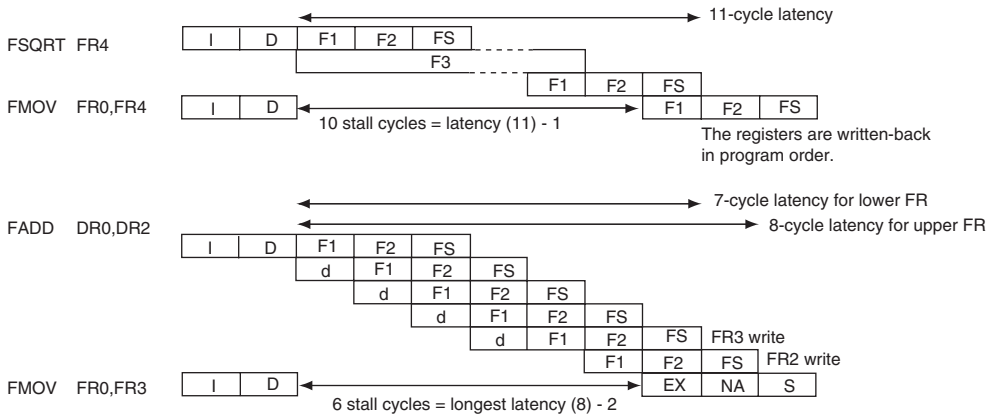 11-cycle latency
FSQRT FR4 I D F1 F2 FS
F3
F1 F2 FS
FMOV FR0,FR4 I D F1 F2 FS
10 stall cycles = latency (11) - 1
The registers are written-back
in program order.
7-cycle latency for lower FR
8-cycle latency for upper FR
FADD DR0,DR2
I D F1 F2 FS
d F1 F2 FS
d F1 F2 FS
d F1 F2 FS
d F1 F2 FS FR3 write
F1 F2 FS FR2 write
FMOV FR0,FR3 I D EX NA S
6 stall cycles = longest latency (8) - 2